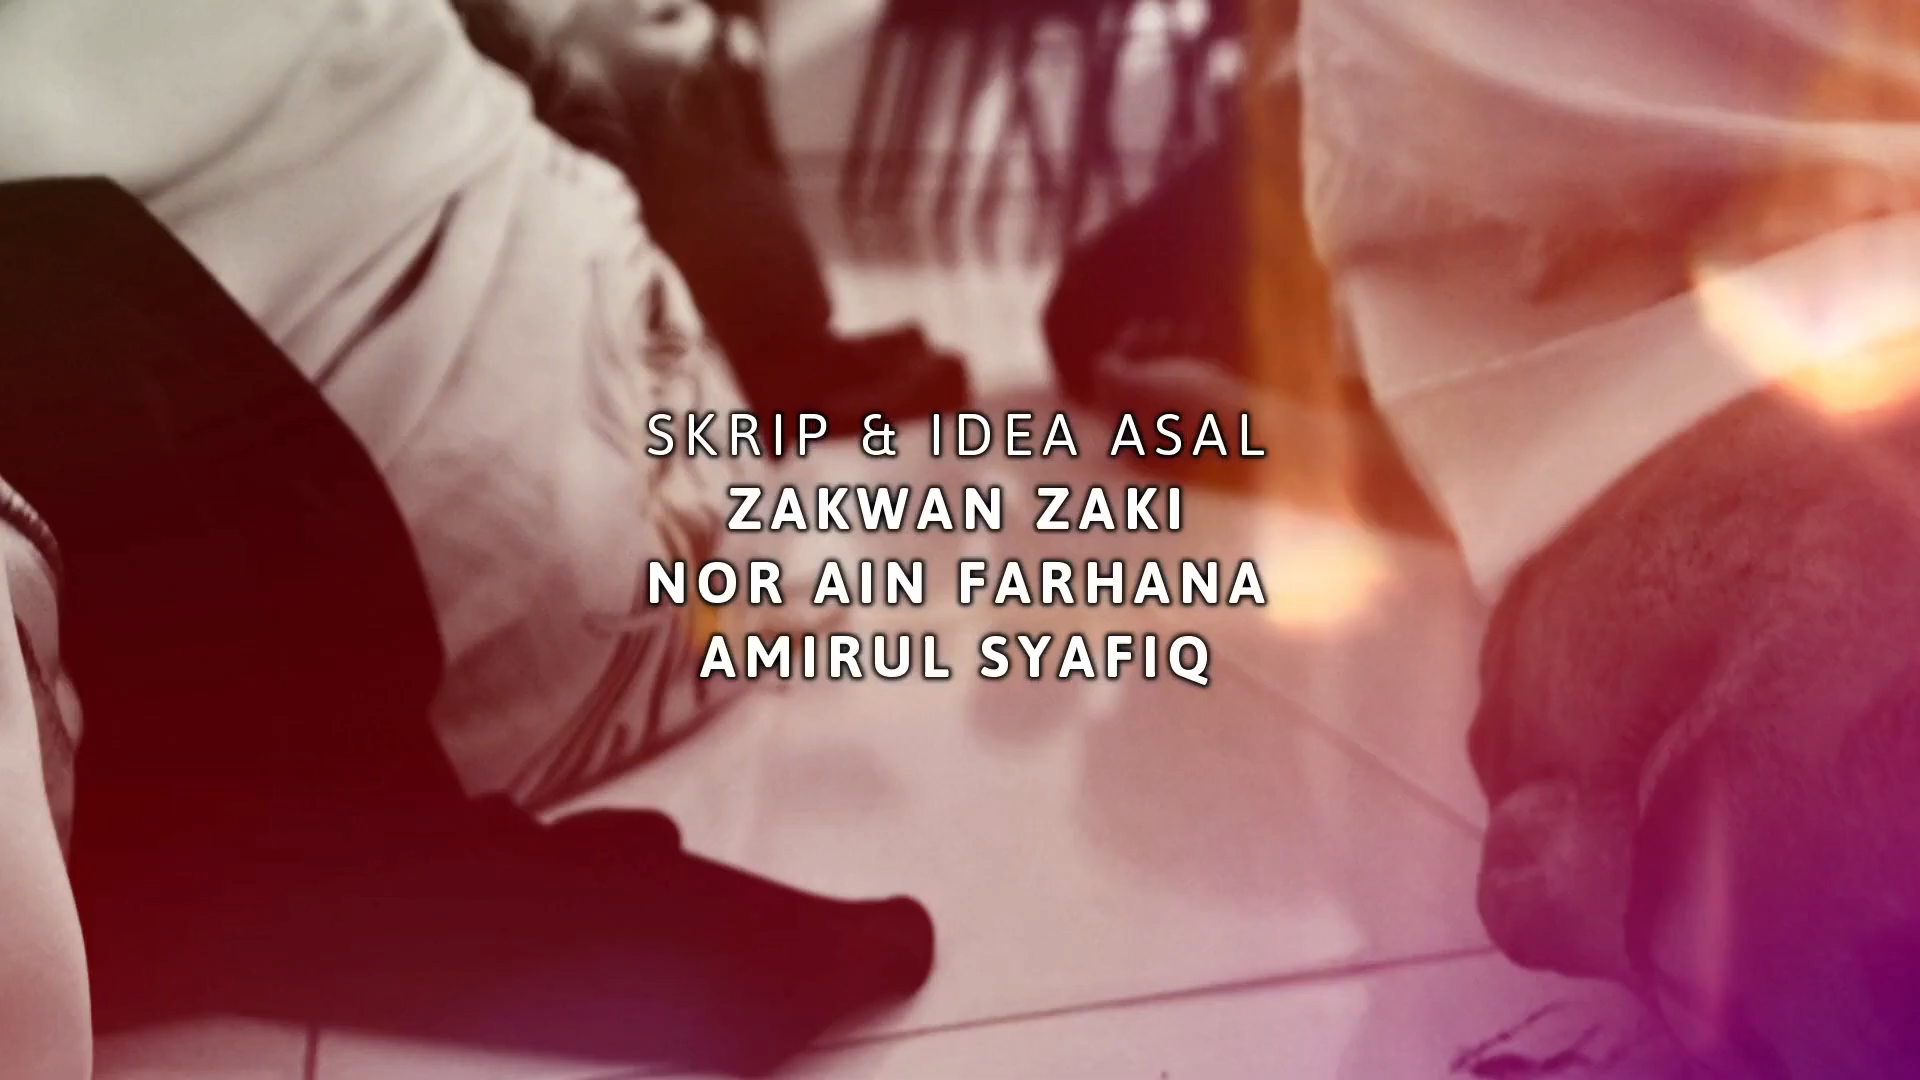 SKRIP & IDEA ASAL
ZAKWAN ZAKI
NOR AIN FARHANA
AMIRUL SYAFIQ